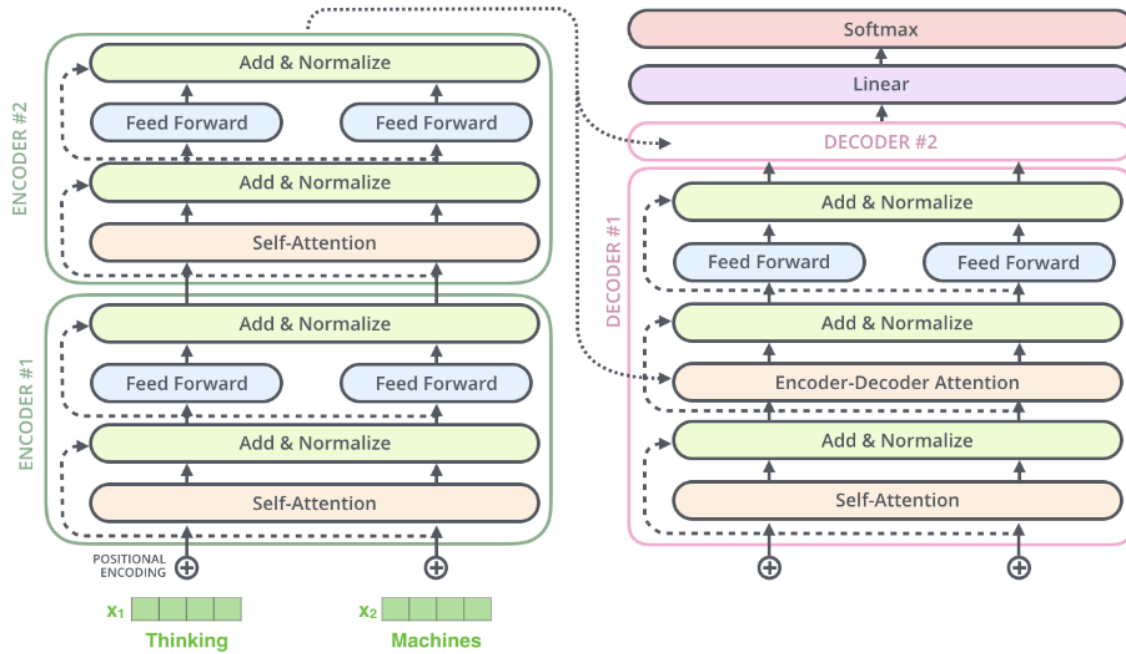 ENCODER #2
Add & Normalize
Feed Forward
Feed Forward
Add & Normalize
Self-Attention
ENCODER #1
Add & Normalize
Feed Forward
Feed Forward
Add & Normalize
Self-Attention
POSITIONAL
ENCODING
x₁
x₂
Thinking
Machines
Softmax
Linear
DECODER #2
DECODER #1
Add & Normalize
Feed Forward
Feed Forward
Add & Normalize
Encoder-Decoder Attention
Add & Normalize
Self-Attention